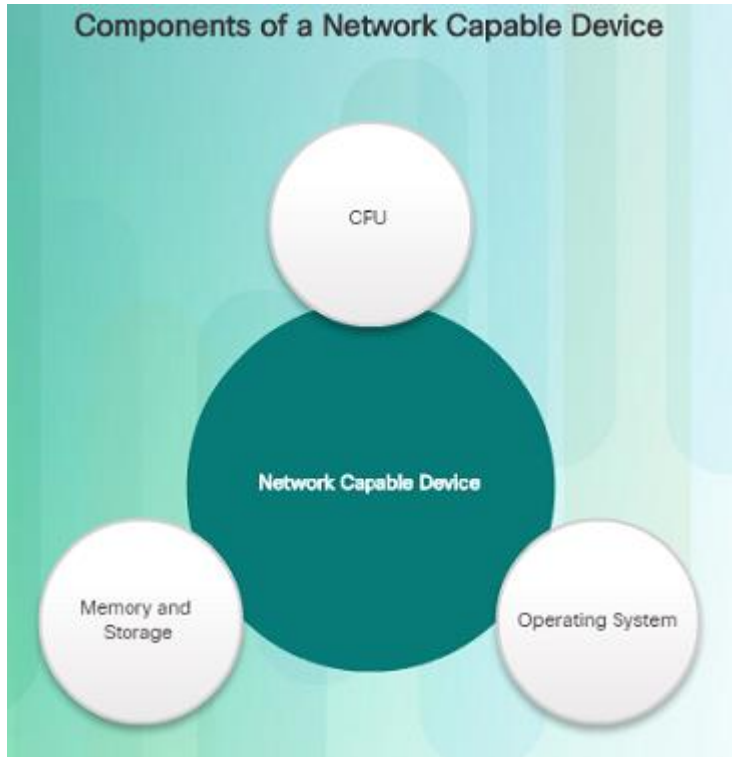 Components of a Network Capable Device
CPU
Network Capable Device
Memory and
Storage
Operating System